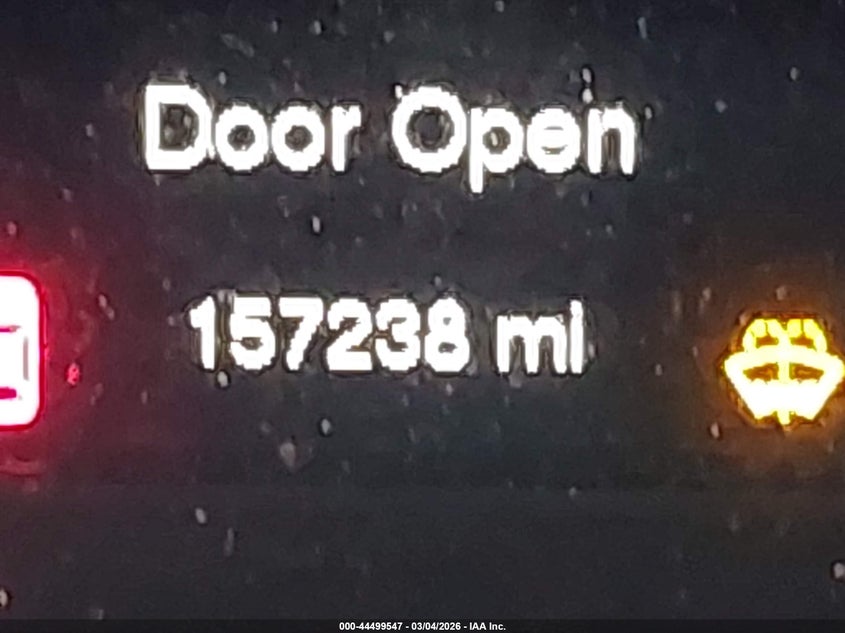 Door Open
157238 mi
000-44499547 - 03/04/2026 - IAA Inc.